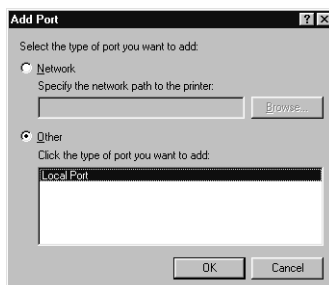 Add Port
Select the type of port you want to add:
Network
Specify the network path to the printer:
Browse...
Other
Click the type of port you want to add:
Local Port
OK Cancel